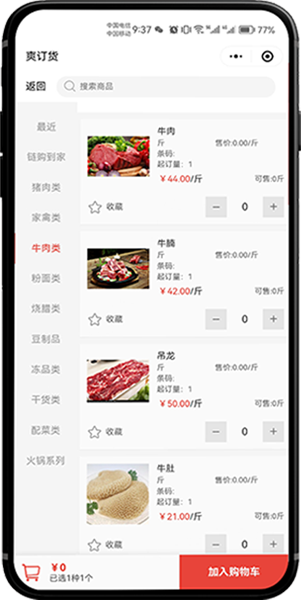 中国电信
中国移动 9:37 77%
爽订货
返回 搜索商品
最近
链购到家
猪肉类
家禽类
牛肉类
粉面类
烧腊类
豆制品
冻品类
干货类
配菜类
火锅系列
牛肉
斤 售价:0.00/斤
条码:
起订量：1
￥44.00/斤 可售:0斤
收藏 － 0 ＋
牛腩
斤 售价:0.00/斤
条码:
起订量：1
￥42.00/斤 可售:0斤
收藏 － 0 ＋
吊龙
斤 售价:0.00/斤
条码:
起订量：1
￥50.00/斤 可售:0斤
收藏 － 0 ＋
牛肚
斤 售价:0.00/斤
条码:
起订量：1
￥21.00/斤 可售:0斤
收藏 － 0 ＋
￥0
已选1种1个
加入购物车